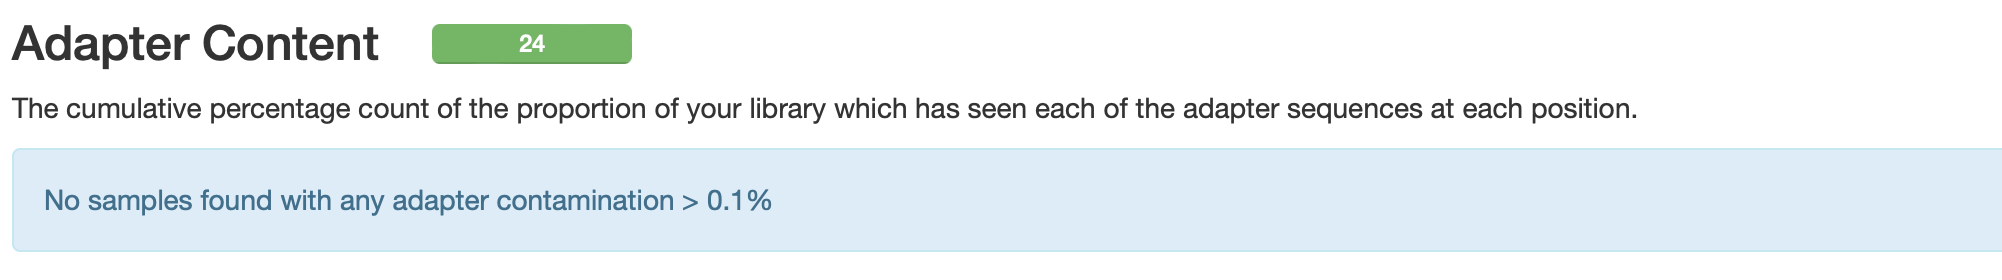 Adapter Content 24
The cumulative percentage count of the proportion of your library which has seen each of the adapter sequences at each position.
No samples found with any adapter contamination > 0.1%